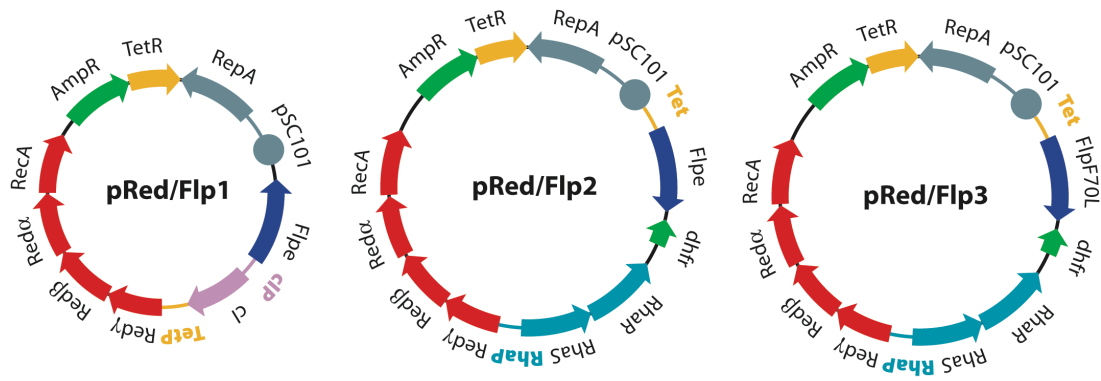 TetR
RepA
pSC101
Flpe
cIP
cI
TetP
Redγ
Redβ
Redα
RecA
AmpR
pRed/Flp1
TetR
RepA
pSC101
Tet
Flpe
dhfr
RhaR
RhaS
RhaP
Redγ
Redβ
Redα
RecA
AmpR
pRed/Flp2
TetR
RepA
pSC101
Tet
FlpF70L
dhfr
RhaR
RhaS
RhaP
Redγ
Redβ
Redα
RecA
AmpR
pRed/Flp3